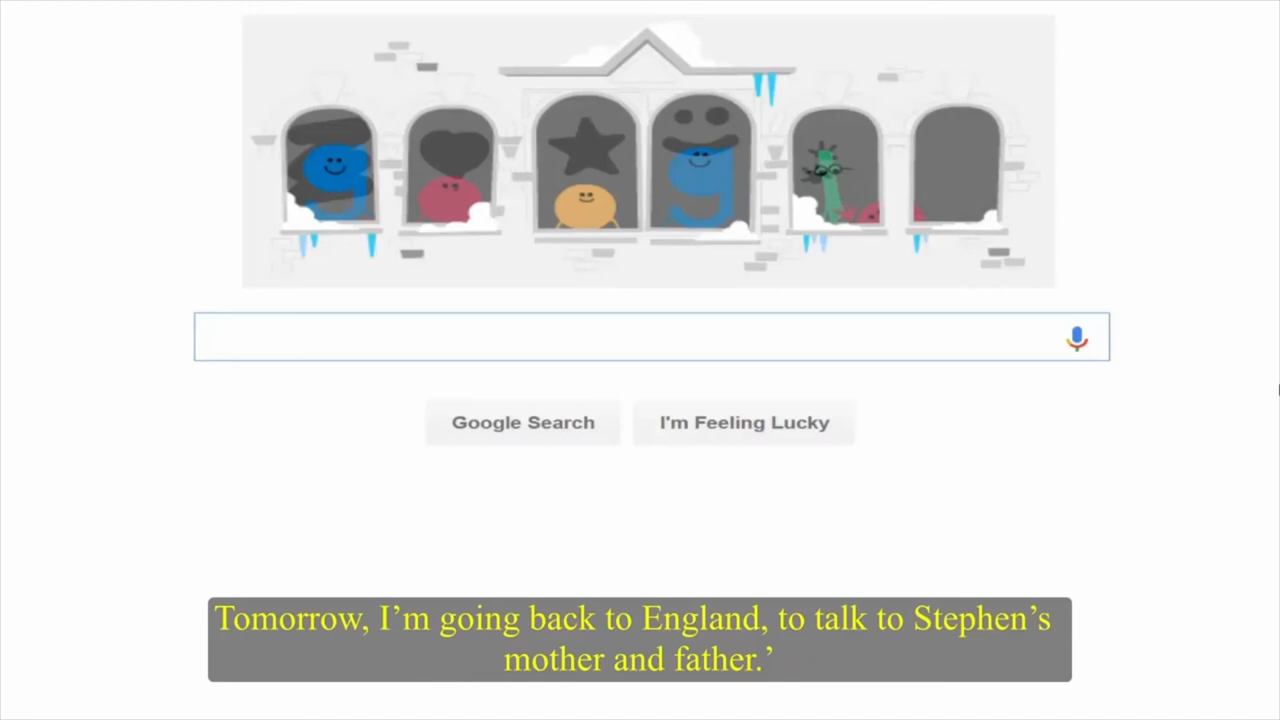 Google Search
I'm Feeling Lucky
Tomorrow, I’m going back to England, to talk to Stephen’s
mother and father.’